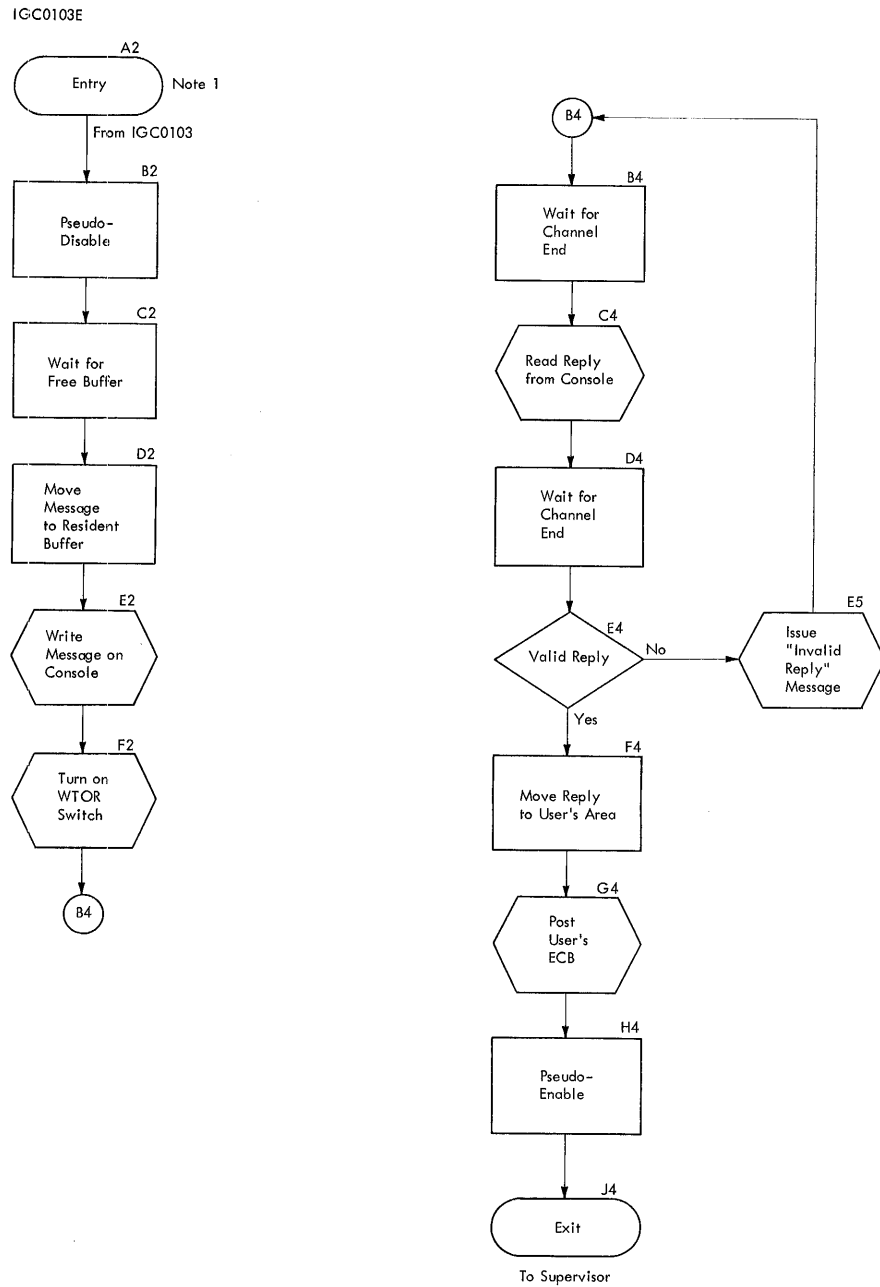 IGC0103E
A2
Entry
Note 1
From IGC0103
B2
Pseudo-
Disable
C2
Wait for
Free Buffer
D2
Move
Message
to Resident
Buffer
E2
Write
Message on
Console
F2
Turn on
WTOR
Switch
B4
B4
B4
Wait for
Channel
End
C4
Read Reply
from Console
D4
Wait for
Channel
End
E4
Valid Reply
No
Yes
E5
Issue
"Invalid
Reply"
Message
F4
Move Reply
to User's Area
G4
Post
User's
ECB
H4
Pseudo-
Enable
J4
Exit
To Supervisor